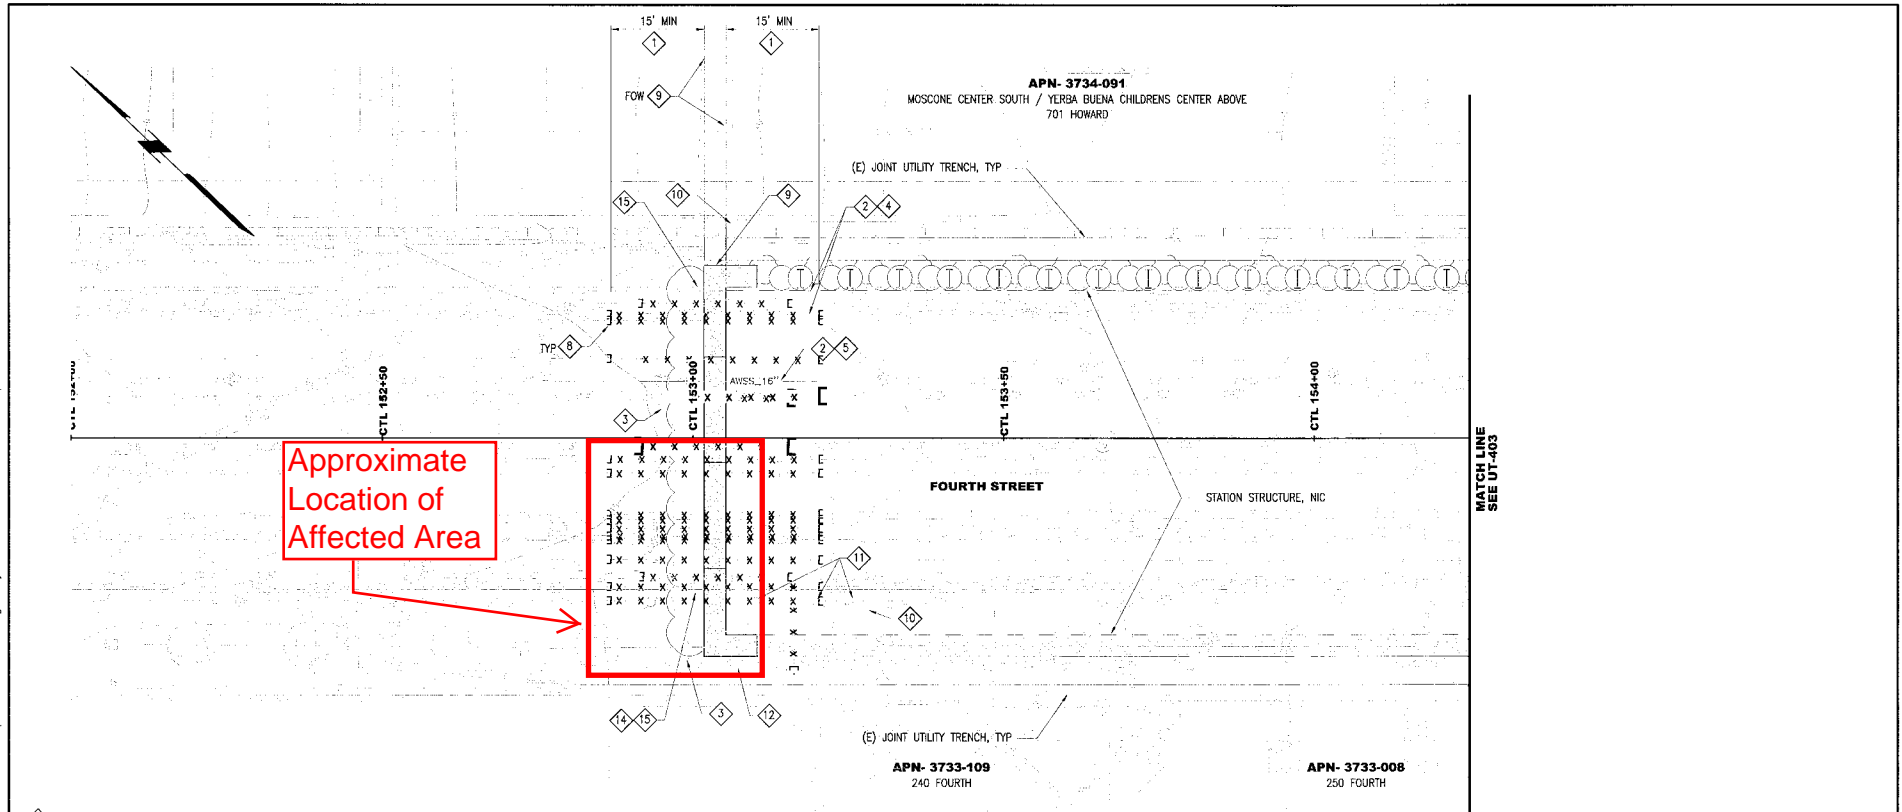 15' MIN
15' MIN
1
1
FOW 9
APN- 3734-091
MOSCONE CENTER SOUTH / YERBA BUENA CHILDRENS CENTER ABOVE
701 HOWARD
(E) JOINT UTILITY TRENCH, TYP
15
10
9
2 4
TYP 8
2 5
AWSS_16"
3
CTL 152+50
CTL 153+00
CTL 153+50
CTL 154+00
MATCH LINE
SEE UT-403
Approximate
Location of
Affected Area
FOURTH STREET
STATION STRUCTURE, NIC
11
10
14 15
3
12
(E) JOINT UTILITY TRENCH, TYP
APN- 3733-109
240 FOURTH
APN- 3733-008
250 FOURTH